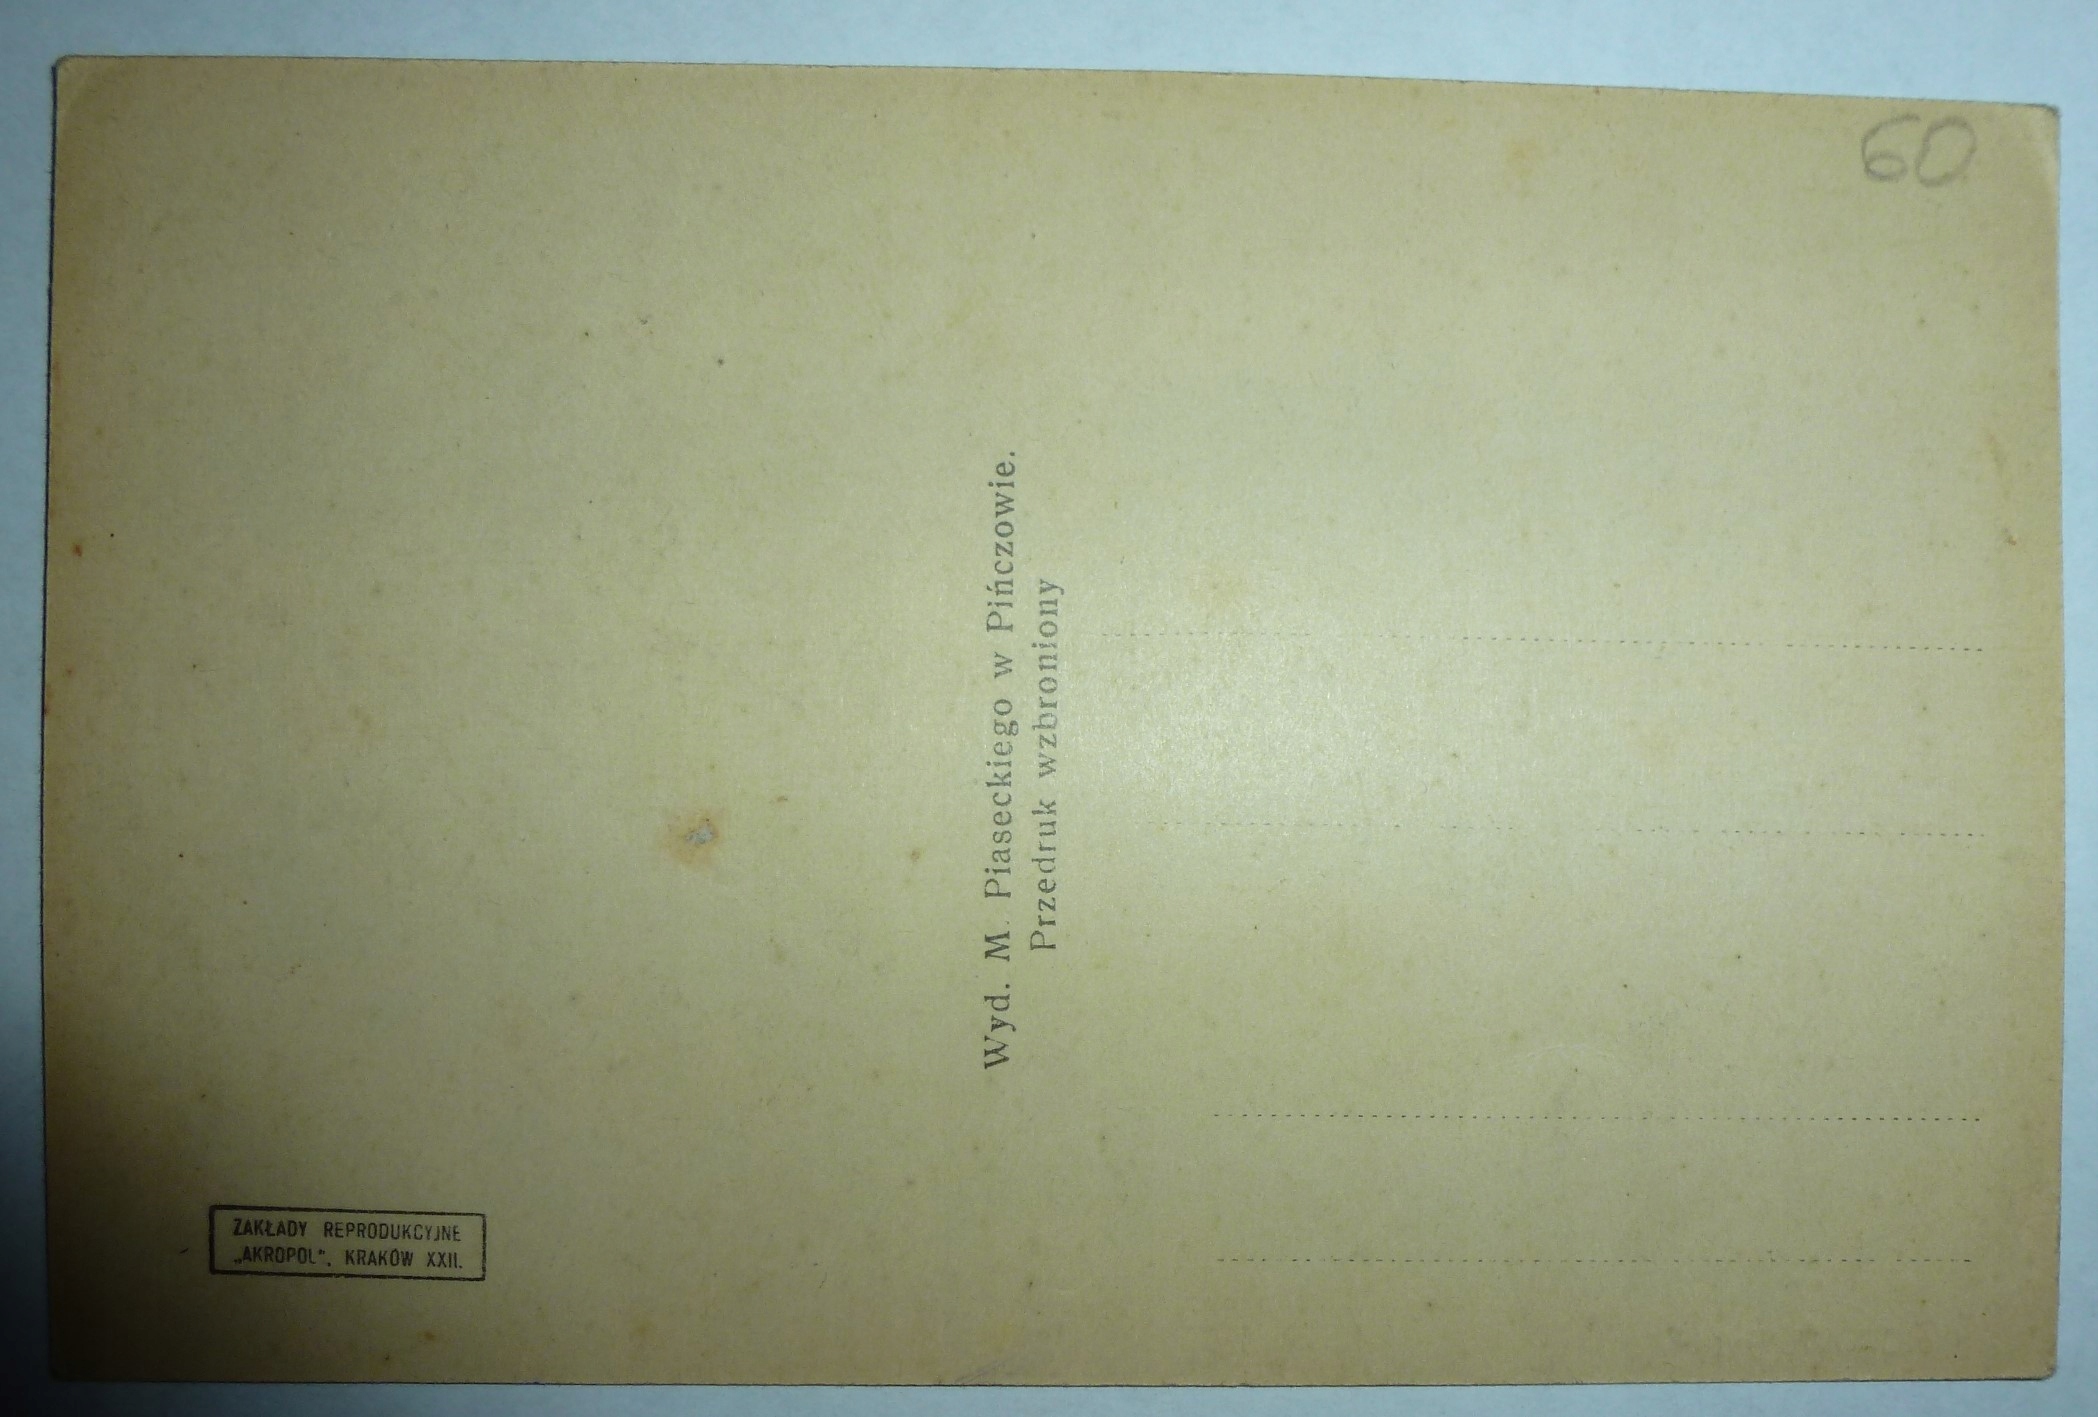 60
Wyd. M. Piaseckiego w Pińczowie.
Przedruk wzbroniony
ZAKŁADY REPRODUKCYJNE
„AKROPOL”. KRAKÓW XXII.